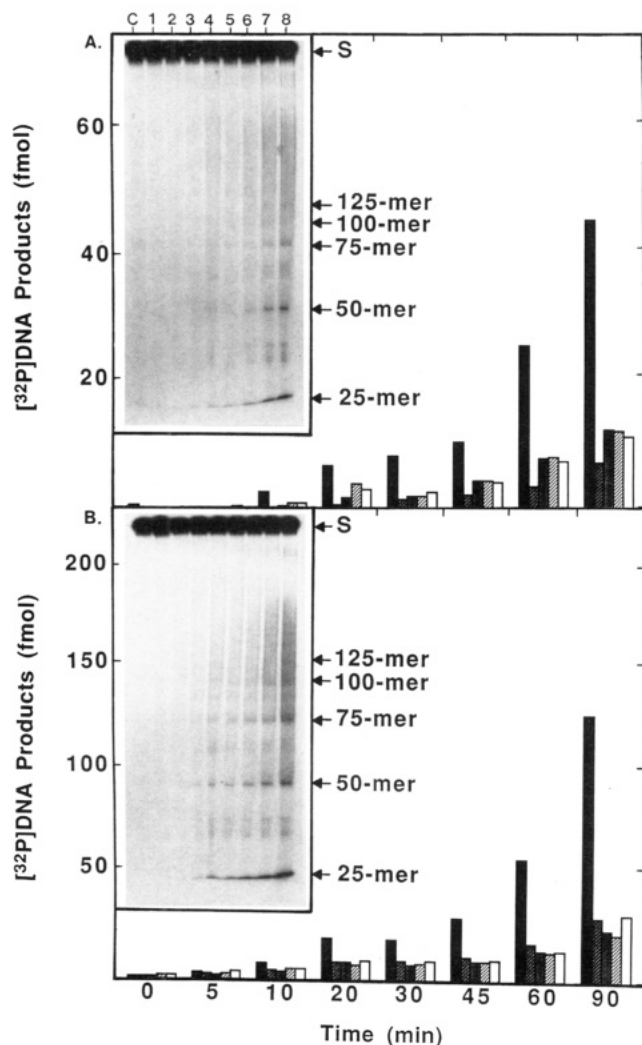 C 1 2 3 4 5 6 7 8
A.
S
60
125-mer
100-mer
75-mer
40
50-mer
20
25-mer
[³²P]DNA Products (fmol)
B.
S
200
150
125-mer
100-mer
75-mer
100
50-mer
50
25-mer
[³²P]DNA Products (fmol)
0 5 10 20 30 45 60 90
Time (min)